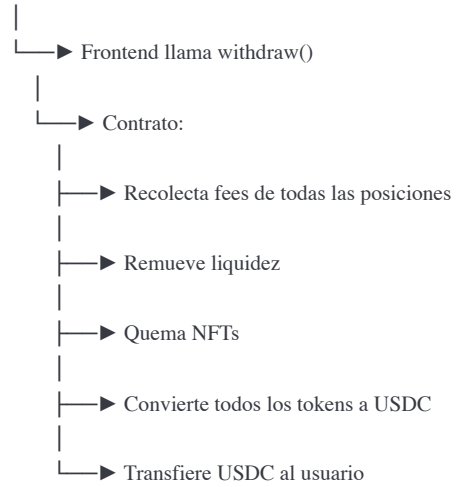 │
└──► Frontend llama withdraw()
│
└──► Contrato:
│
├──► Recolecta fees de todas las posiciones
│
├──► Remueve liquidez
│
├──► Quema NFTs
│
├──► Convierte todos los tokens a USDC
│
└──► Transfiere USDC al usuario